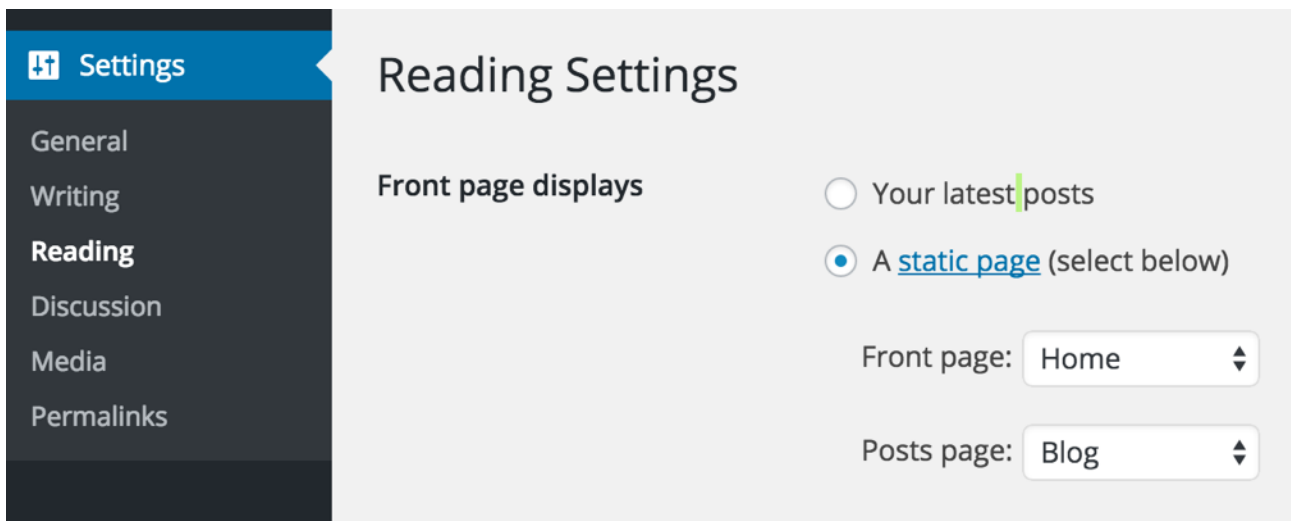 Settings
General
Writing
Reading
Discussion
Media
Permalinks
Reading Settings
Front page displays
Your latest posts
A static page (select below)
Front page: Home
Posts page: Blog